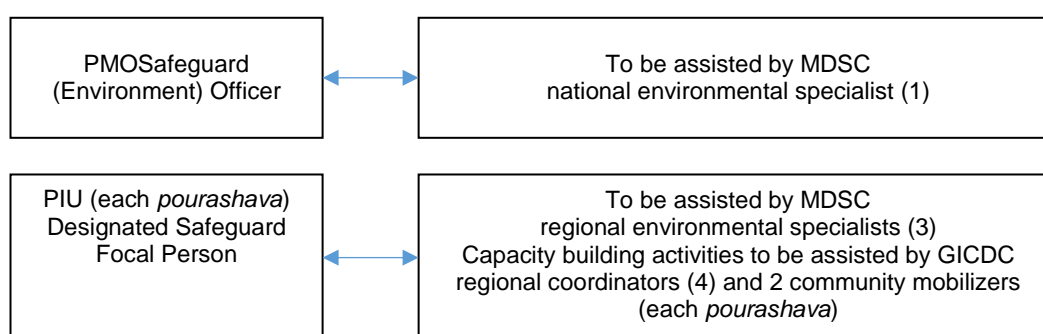 PMOSafeguard
(Environment) Officer
To be assisted by MDSC
national environmental specialist (1)
PIU (each pourashava)
Designated Safeguard
Focal Person
To be assisted by MDSC
regional environmental specialists (3)
Capacity building activities to be assisted by GICDC
regional coordinators (4) and 2 community mobilizers
(each pourashava)